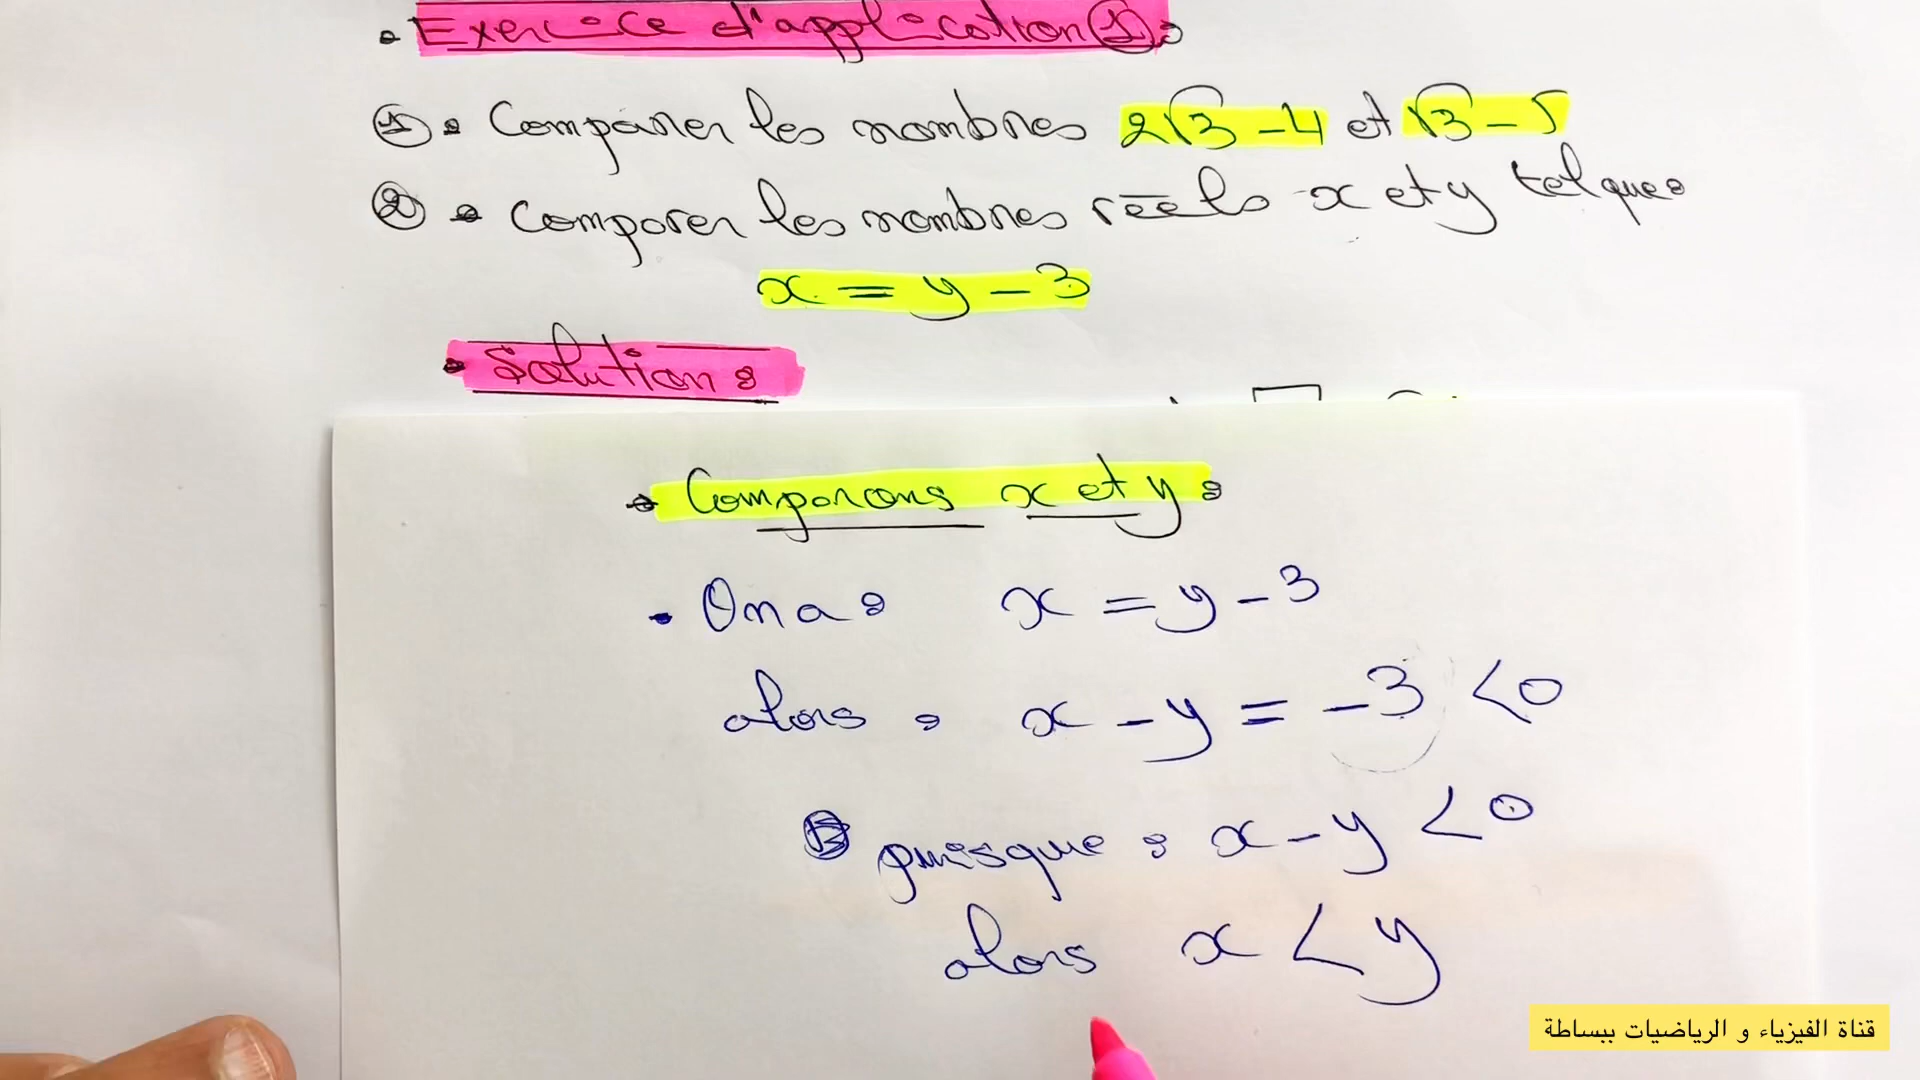 • Exercice d'application ① :
① • Comparer les nombres 2√3 - 4 et √3 - 5
② • comparer les nombres réels x et y tel que :
x = y - 3
• Solution :
• Comparons x et y :
• On a : x = y - 3
alors : x - y = -3 < 0
puisque : x - y < 0
alors x < y
قناة الفيزياء و الرياضيات ببساطة